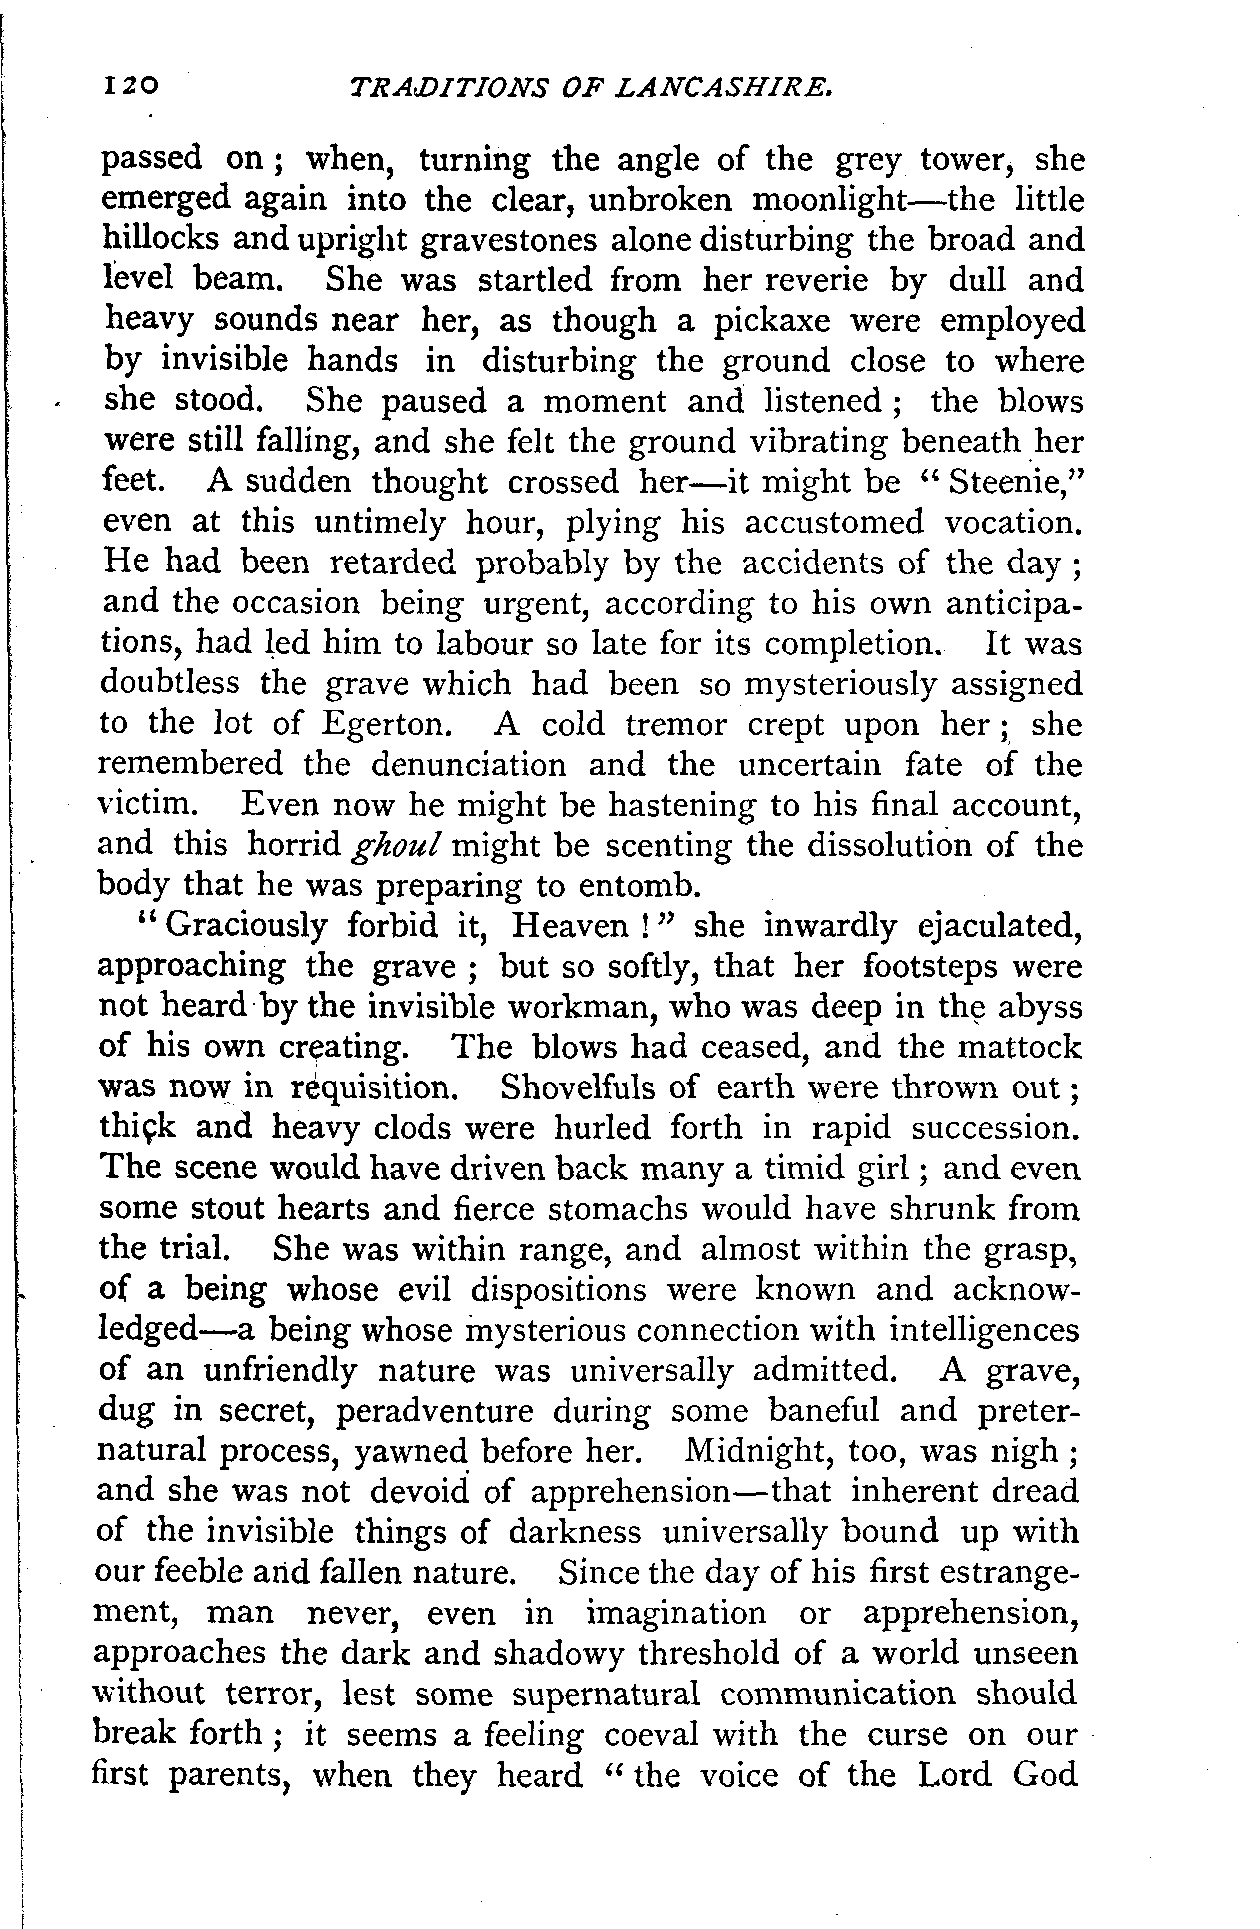 120 TRADITIONS OF LANCASHIRE.
passed on ; when, turning the angle of the grey tower, she
emerged again into the clear, unbroken moonlight—the little
hillocks and upright gravestones alone disturbing the broad and
level beam. She was startled from her reverie by dull and
heavy sounds near her, as though a pickaxe were employed
by invisible hands in disturbing the ground close to where
she stood. She paused a moment and listened ; the blows
were still falling, and she felt the ground vibrating beneath her
feet. A sudden thought crossed her—it might be “ Steenie,”
even at this untimely hour, plying his accustomed vocation.
He had been retarded probably by the accidents of the day ;
and the occasion being urgent, according to his own anticipa-
tions, had led him to labour so late for its completion. It was
doubtless the grave which had been so mysteriously assigned
to the lot of Egerton. A cold tremor crept upon her ; she
remembered the denunciation and the uncertain fate of the
victim. Even now he might be hastening to his final account,
and this horrid ghoul might be scenting the dissolution of the
body that he was preparing to entomb.
“ Graciously forbid it, Heaven ! ” she inwardly ejaculated,
approaching the grave ; but so softly, that her footsteps were
not heard by the invisible workman, who was deep in the abyss
of his own creating. The blows had ceased, and the mattock
was now in requisition. Shovelfuls of earth were thrown out ;
thick and heavy clods were hurled forth in rapid succession.
The scene would have driven back many a timid girl ; and even
some stout hearts and fierce stomachs would have shrunk from
the trial. She was within range, and almost within the grasp,
of a being whose evil dispositions were known and acknow-
ledged—a being whose mysterious connection with intelligences
of an unfriendly nature was universally admitted. A grave,
dug in secret, peradventure during some baneful and preter-
natural process, yawned before her. Midnight, too, was nigh ;
and she was not devoid of apprehension—that inherent dread
of the invisible things of darkness universally bound up with
our feeble and fallen nature. Since the day of his first estrange-
ment, man never, even in imagination or apprehension,
approaches the dark and shadowy threshold of a world unseen
without terror, lest some supernatural communication should
break forth ; it seems a feeling coeval with the curse on our
first parents, when they heard “ the voice of the Lord God